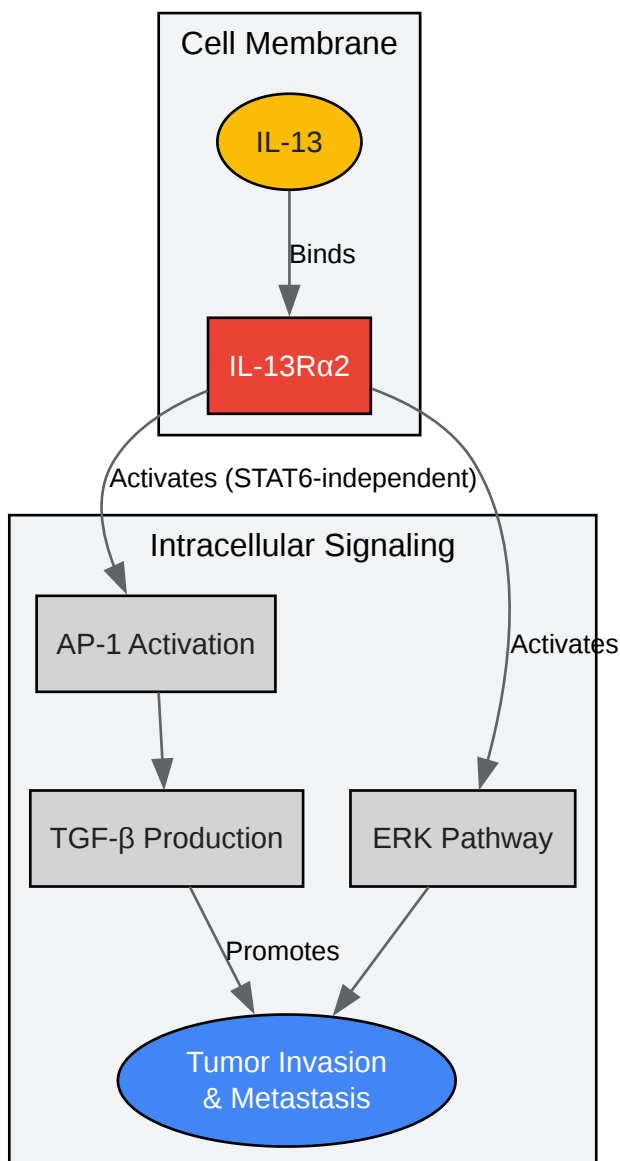 Cell Membrane
IL-13
Binds
IL-13Rα2
Activates (STAT6-independent)
Intracellular Signaling
AP-1 Activation
Activates
TGF-β Production
ERK Pathway
Promotes
Tumor Invasion
& Metastasis